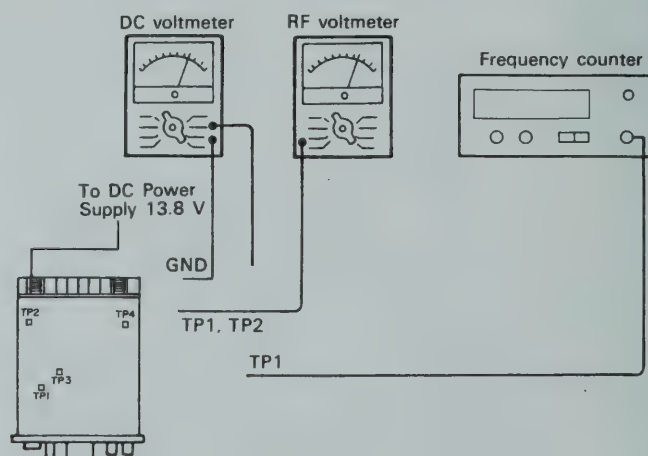 DC voltmeter
RF voltmeter
Frequency counter
To DC Power
Supply 13.8 V
GND
TP2
TP4
TP1, TP2
TP3
TP1
TP1